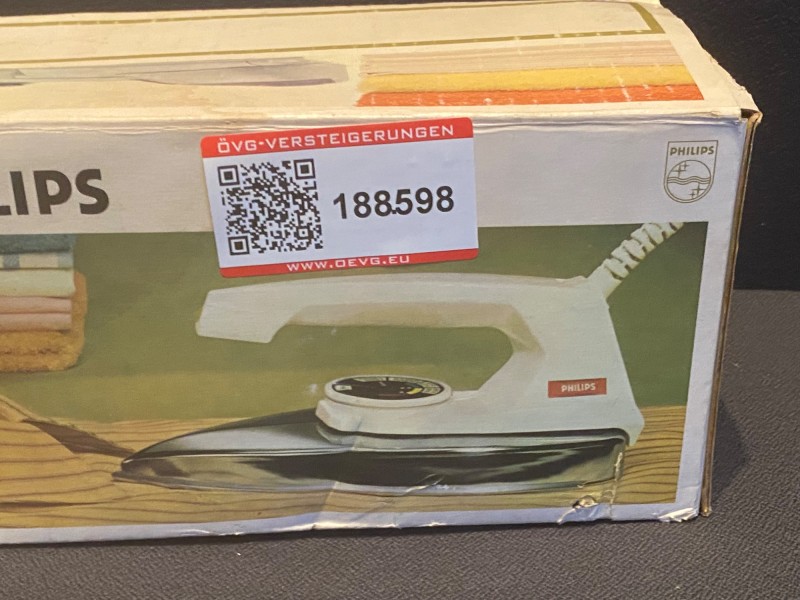 LIPS
ÖVG-VERSTEIGERUNGEN
188598
WWW.OEVG.EU
PHILIPS
PHILIPS